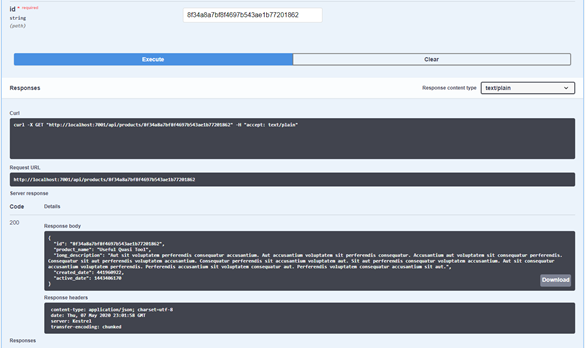 id * required
string
(path)
8f34a8a7bf8f4697b543ae1b77201862
Execute
Clear
Responses
Response content type
text/plain
Curl
curl -X GET "http://localhost:7001/api/products/8f34a8a7bf8f4697b543ae1b77201862" -H "accept: text/plain"
Request URL
http://localhost:7001/api/products/8f34a8a7bf8f4697b543ae1b77201862
Server response
Code
Details
200
Response body
{
"id": "8f34a8a7bf8f4697b543ae1b77201862",
"product_name": "Useful Quasi Tool",
"long_description": "Aut sit voluptatem perferendis consequatur accusantium. Aut accusantium voluptatem sit perferendis consequatur. Accusantium aut voluptatem sit consequatur perferendis.
Consequatur sit aut perferendis voluptatem accusantium. Consequatur perferendis sit accusantium voluptatem aut. Sit aut perferendis consequatur voluptatem accusantium. Aut sit consequatur
accusantium voluptatem perferendis. Perferendis accusantium sit voluptatem consequatur aut. Perferendis voluptatem consequatur accusantium sit aut.",
"created_date": 441960922,
"active_date": 1443406170
}
Download
Response headers
content-type: application/json; charset=utf-8
date: Thu, 07 May 2020 23:01:58 GMT
server: Kestrel
transfer-encoding: chunked
Responses